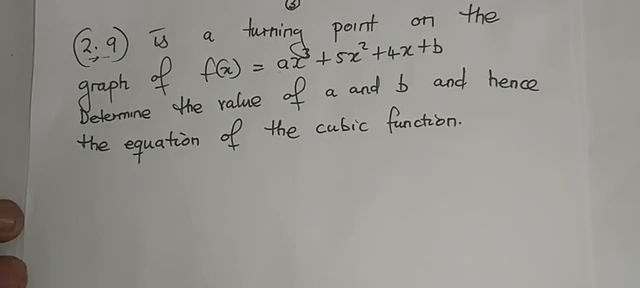 (2.9) is a turning point on the
graph of f(x) = ax³ + 5x² + 4x + b
Determine the value of a and b and hence
the equation of the cubic function.